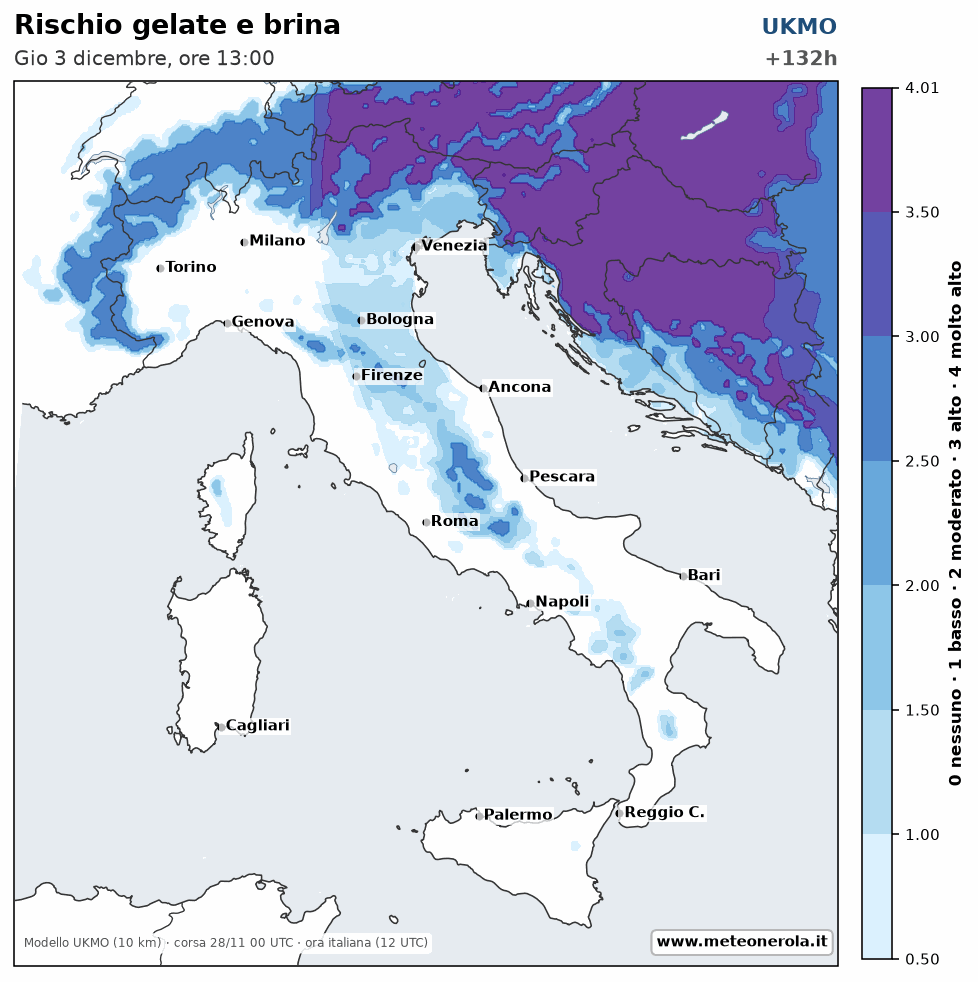 Rischio gelate e brina
UKMO
Gio 3 dicembre, ore 13:00
+132h
4.01
3.50
3.00
2.50
2.00
1.50
1.00
0.50
0 nessuno · 1 basso · 2 moderato · 3 alto · 4 molto alto
Milano
Venezia
Torino
Genova
Bologna
Firenze
Ancona
Pescara
Roma
Bari
Napoli
Cagliari
Palermo
Reggio C.
Modello UKMO (10 km) · corsa 28/11 00 UTC · ora italiana (12 UTC)
www.meteonerola.it